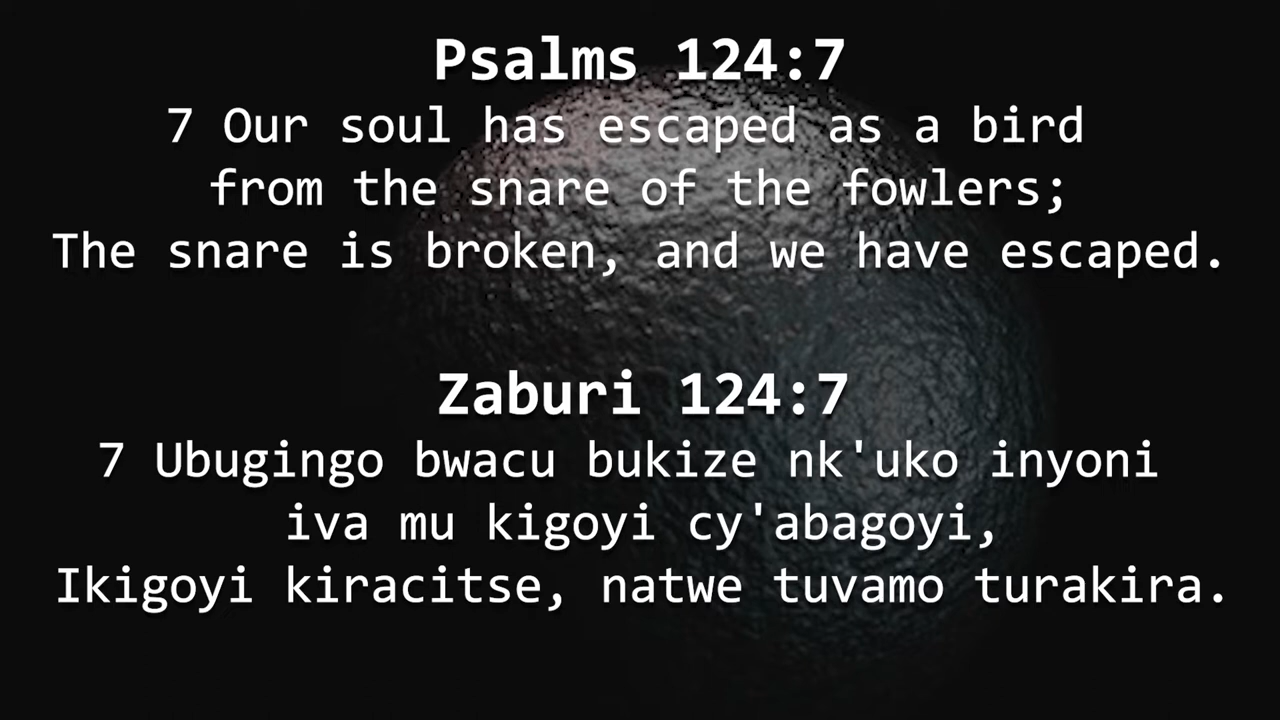 Psalms 124:7
7 Our soul has escaped as a bird
from the snare of the fowlers;
The snare is broken, and we have escaped.
Zaburi 124:7
7 Ubugingo bwacu bukize nk'uko inyoni
iva mu kigoyi cy'abagoyi,
Ikigoyi kiracitse, natwe tuvamo turakira.